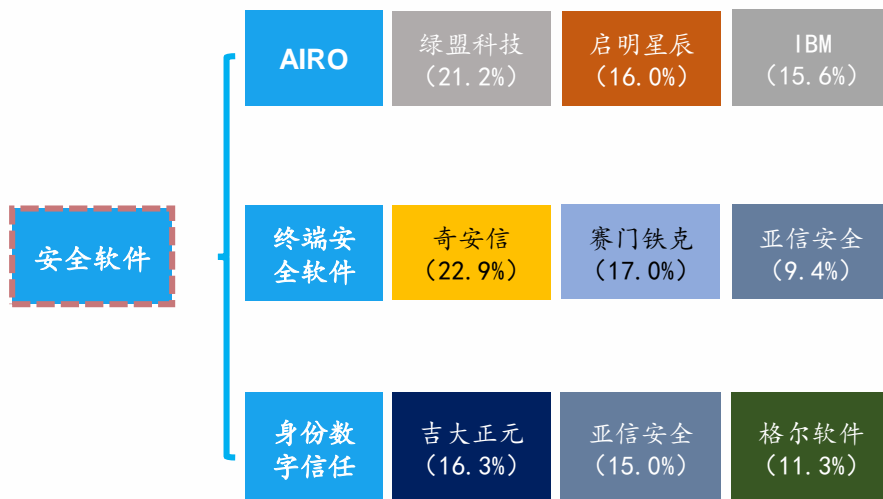 AIRO
绿盟科技
（21.2%）
启明星辰
（16.0%）
IBM
（15.6%）
安全软件
终端安
全软件
奇安信
（22.9%）
赛门铁克
（17.0%）
亚信安全
（9.4%）
身份数
字信任
吉大正元
（16.3%）
亚信安全
（15.0%）
格尔软件
（11.3%）